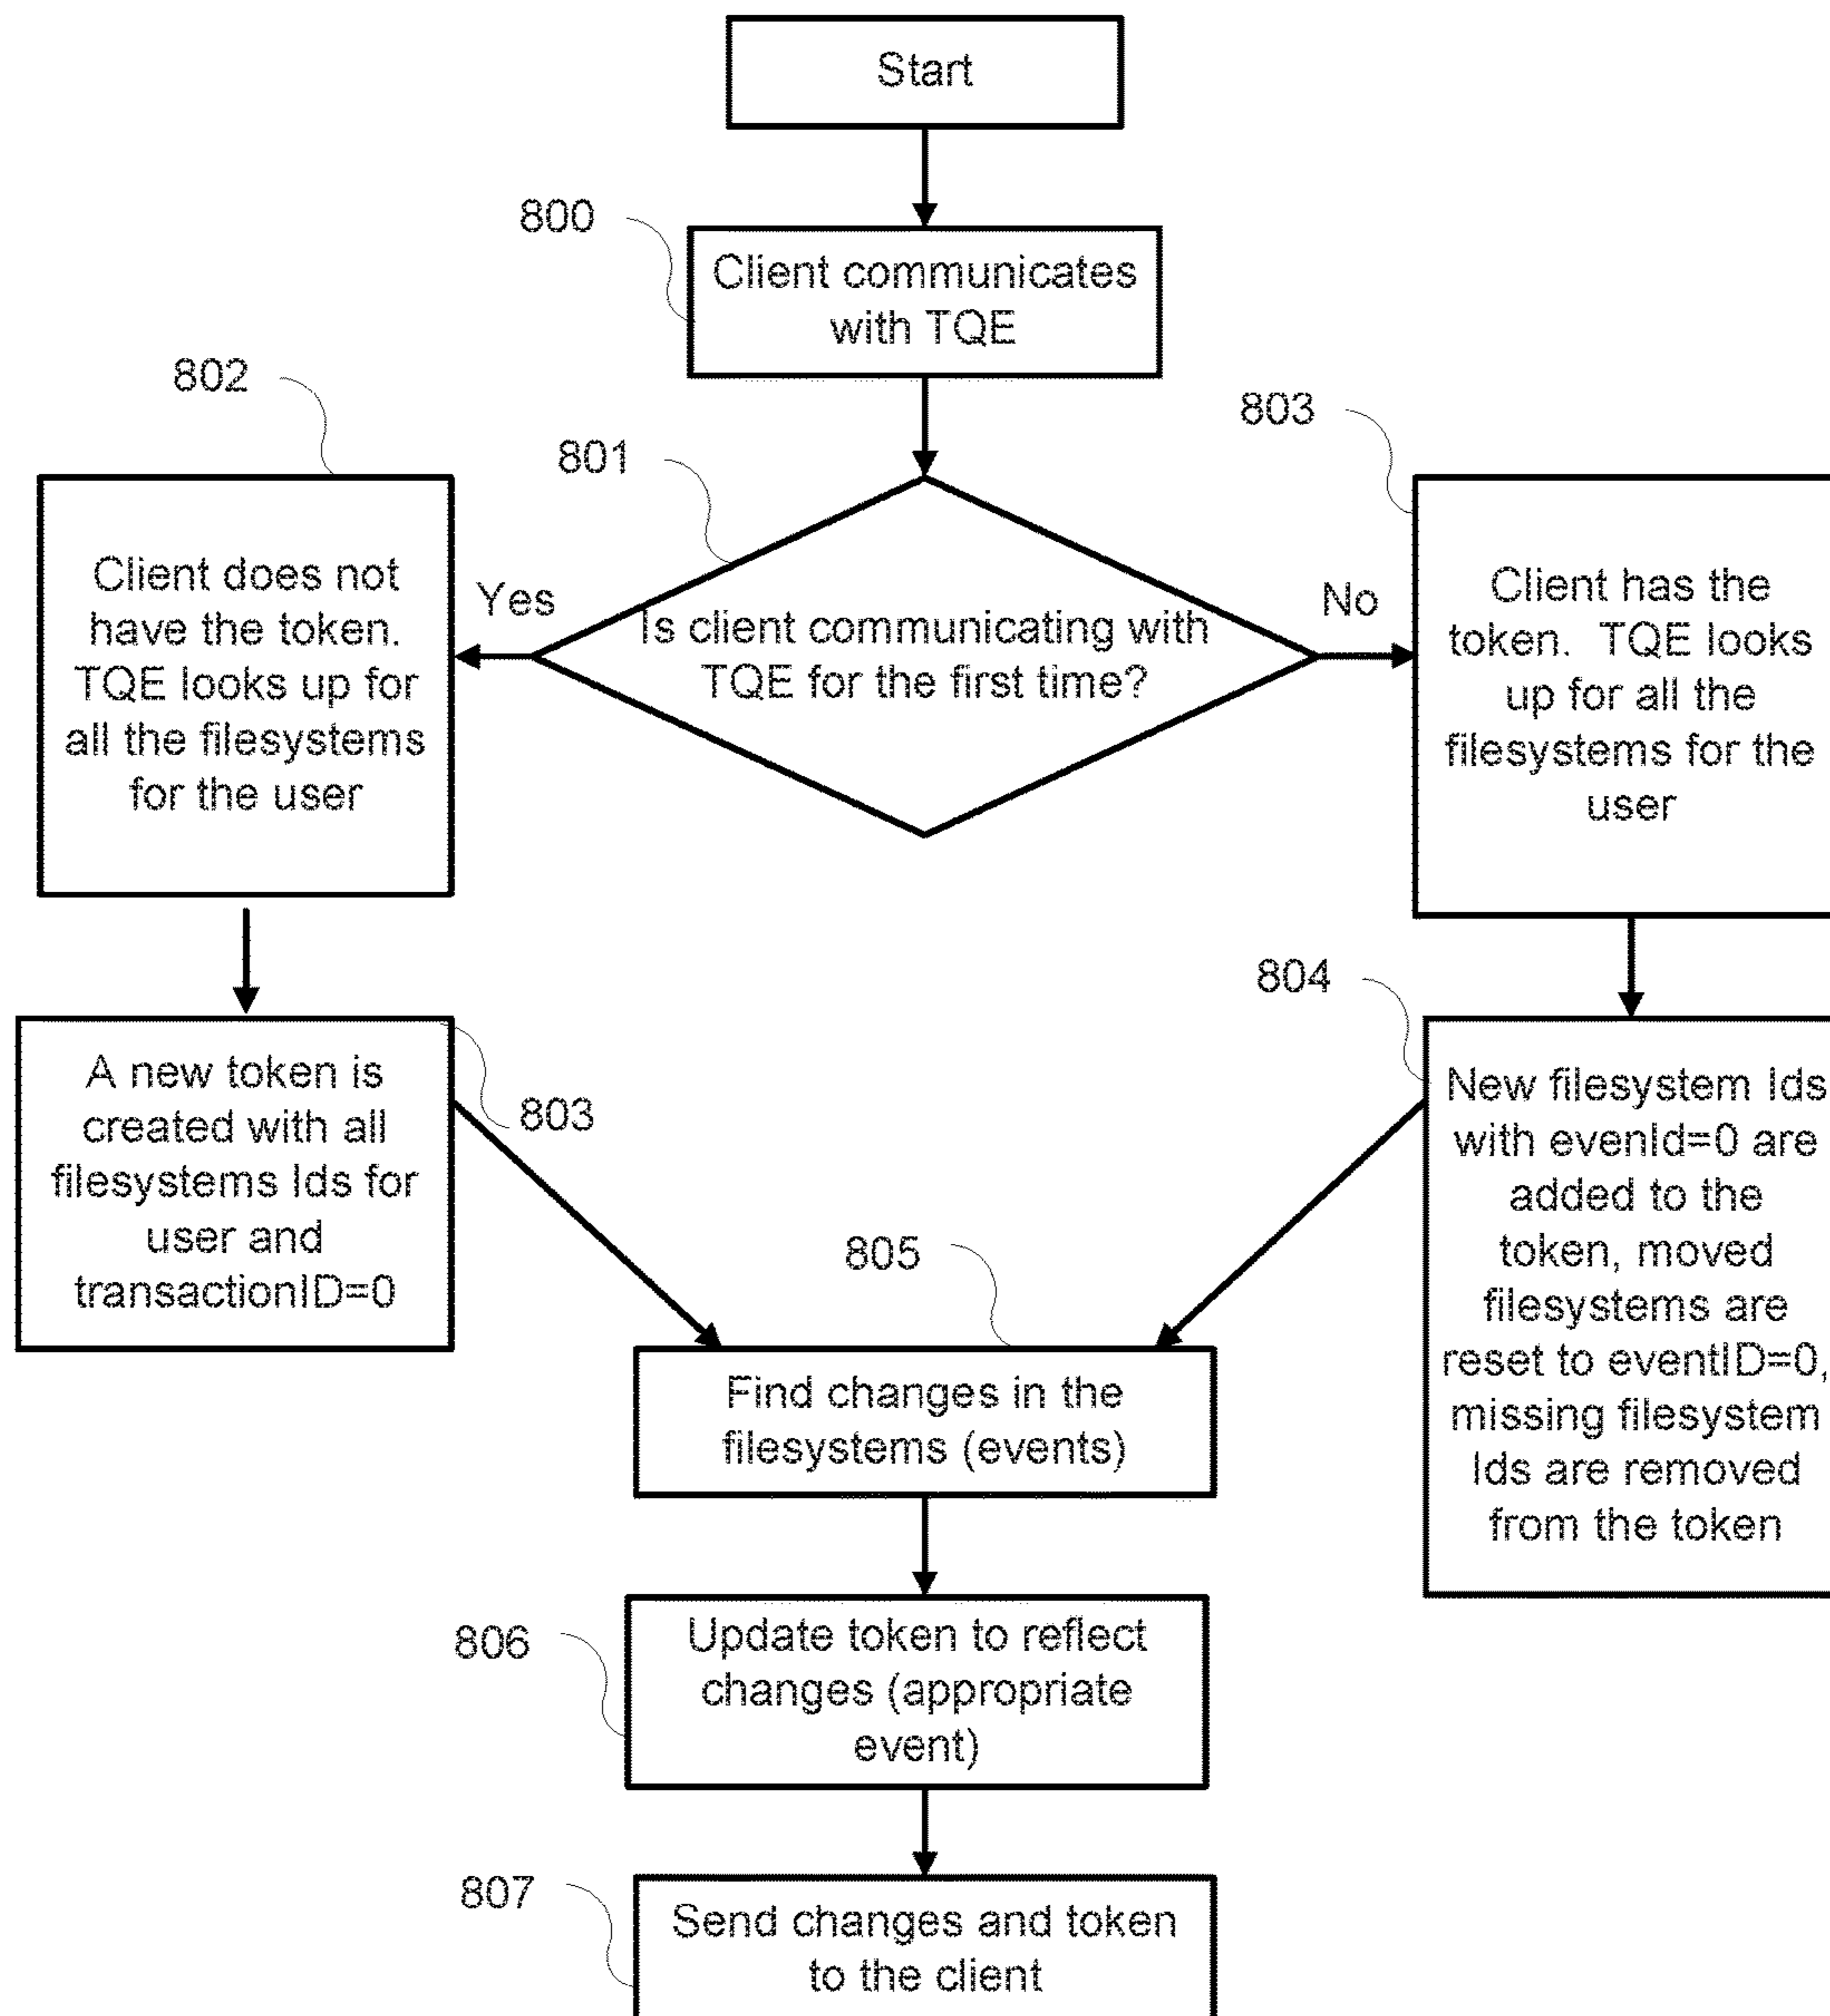 Start
800
Client communicates
with TQE
802
803
801
Client does not
have the token.
TQE looks up for
all the filesystems
for the user
Yes
Is client communicating with
TQE for the first time?
No
Client has the
token. TQE looks
up for all the
filesystems for the
user
804
A new token is
created with all
filesystems Ids for
user and
transactionID=0
803
New filesystem Ids
with evenId=0 are
added to the
token, moved
filesystems are
reset to eventID=0,
missing filesystem
Ids are removed
from the token
805
Find changes in the
filesystems (events)
806
Update token to reflect
changes (appropriate
event)
807
Send changes and token
to the client